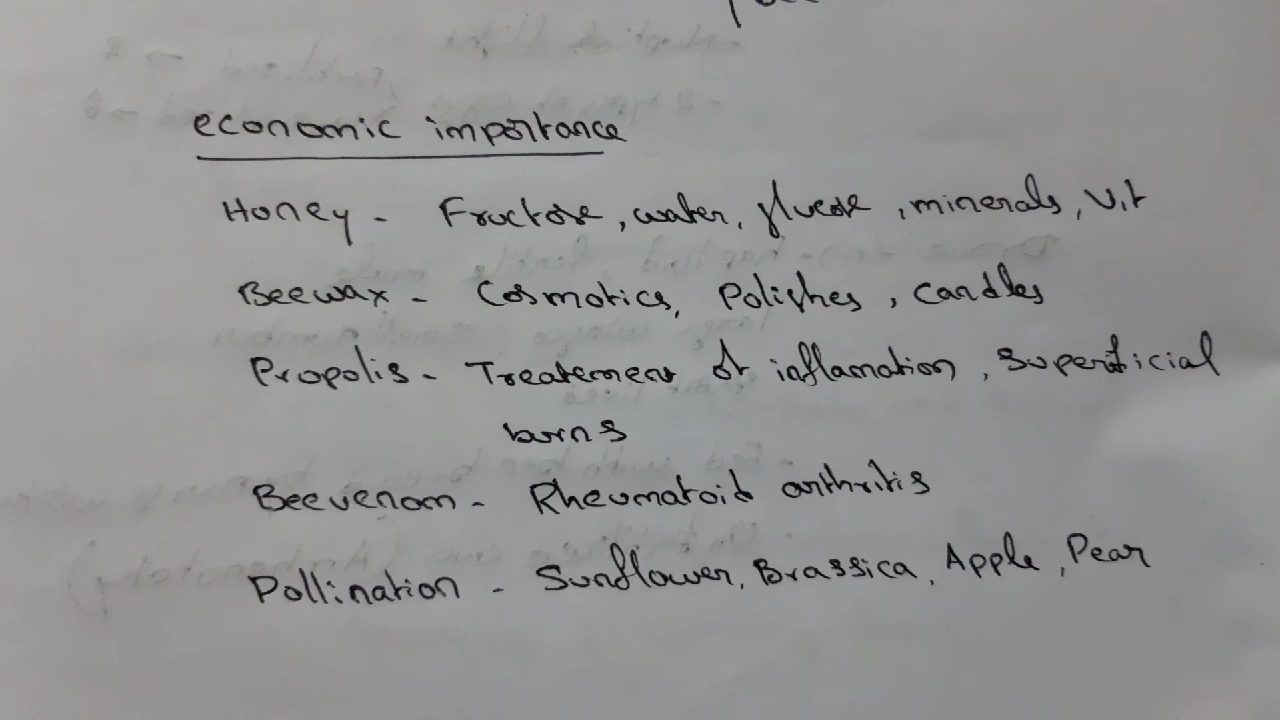 economic importance
Honey - Fructose, water, glucose, minerals, Vit
Beewax - Cosmotics, Polishes, candles
Propolis - Treatement of inflamation, superficial
burns
Beevenom - Rheumatoid arthritis
Pollination - Sunflower, Brassica, Apple, Pear